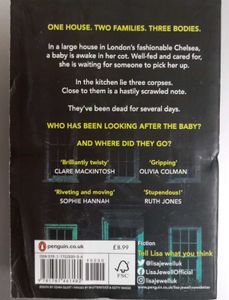 ONE HOUSE. TWO FAMILIES. THREE BODIES.
In a large house in London's fashionable Chelsea,
a baby is awake in her cot. Well-fed and cared for,
she is waiting for someone to pick her up.
In the kitchen lie three corpses.
Close to them is a hastily scrawled note.
They've been dead for several days.
WHO HAS BEEN LOOKING AFTER THE BABY?
AND WHERE DID THEY GO?
'Brilliantly twisty'
CLARE MACKINTOSH
'Gripping'
OLIVIA COLMAN
'Riveting and moving'
SOPHIE HANNAH
'Stupendous!'
RUTH JONES
penguin.co.uk
£8.99
Fiction
Tell Lisa what you think
@lisajewelluk
@LisaJewellOfficial
@lisajewelluk